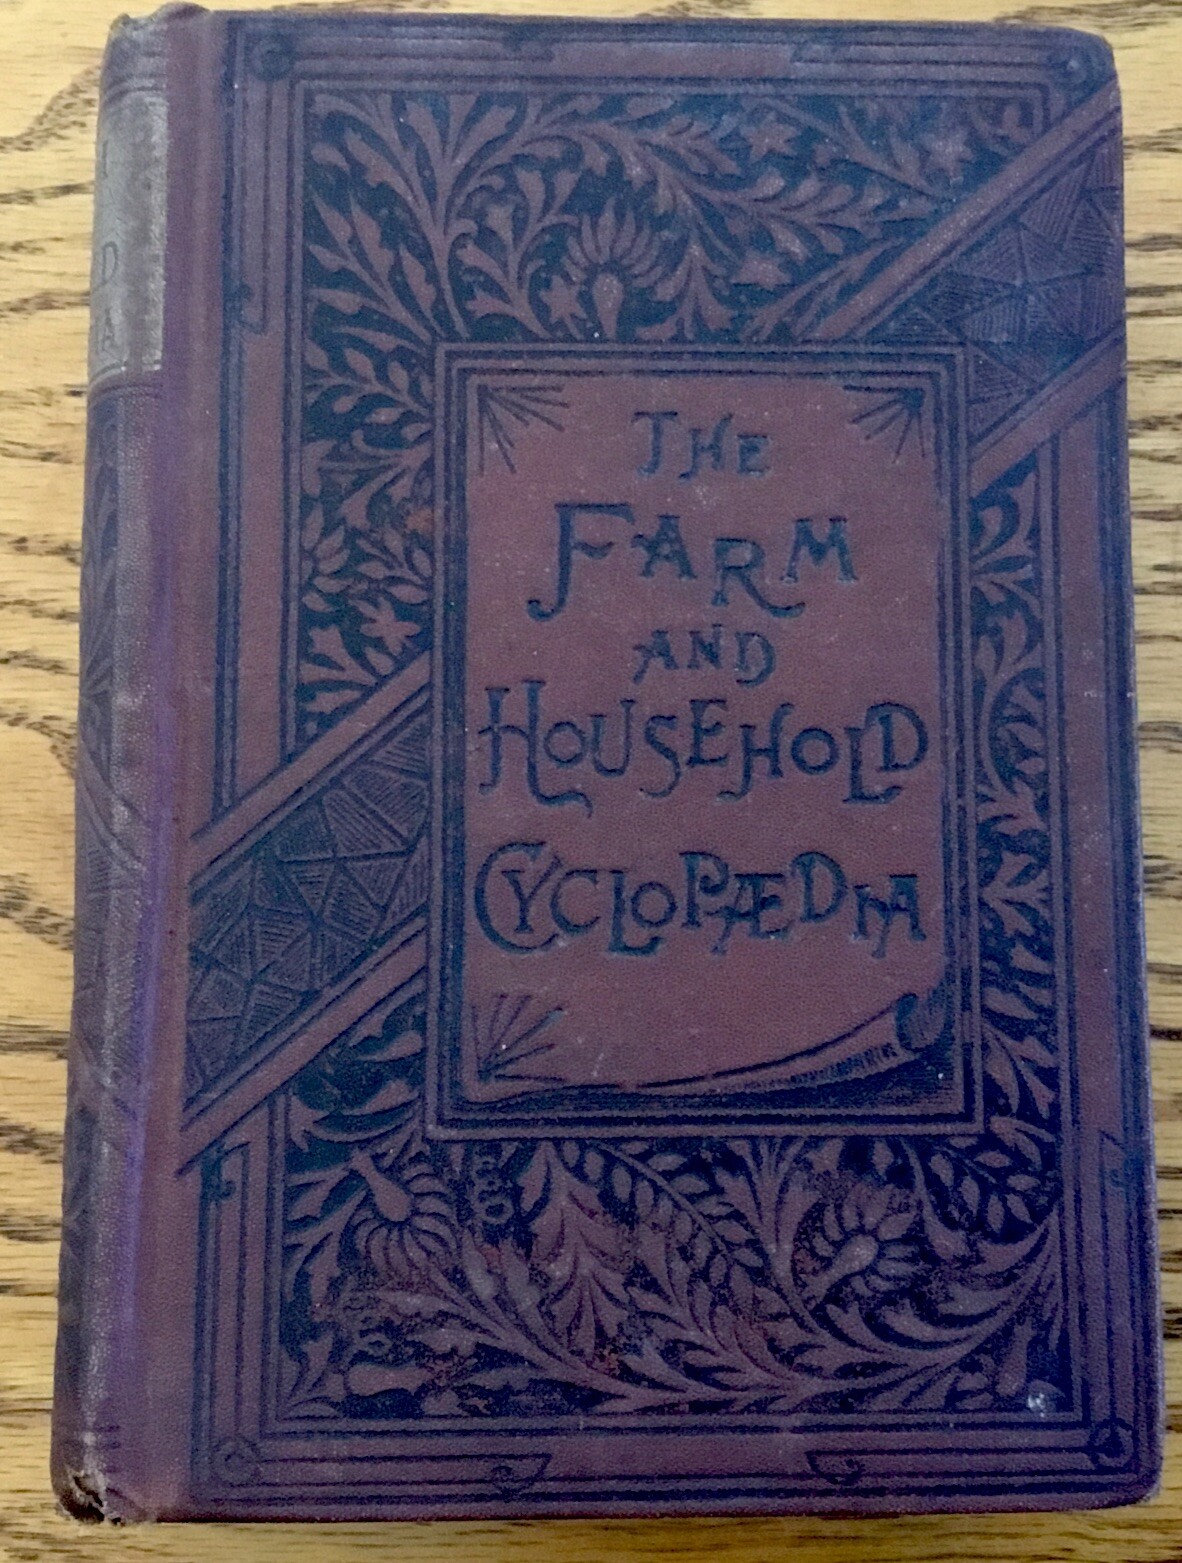 THE
FARM
AND
HOUSEHOLD
CYCLOPÆDIA